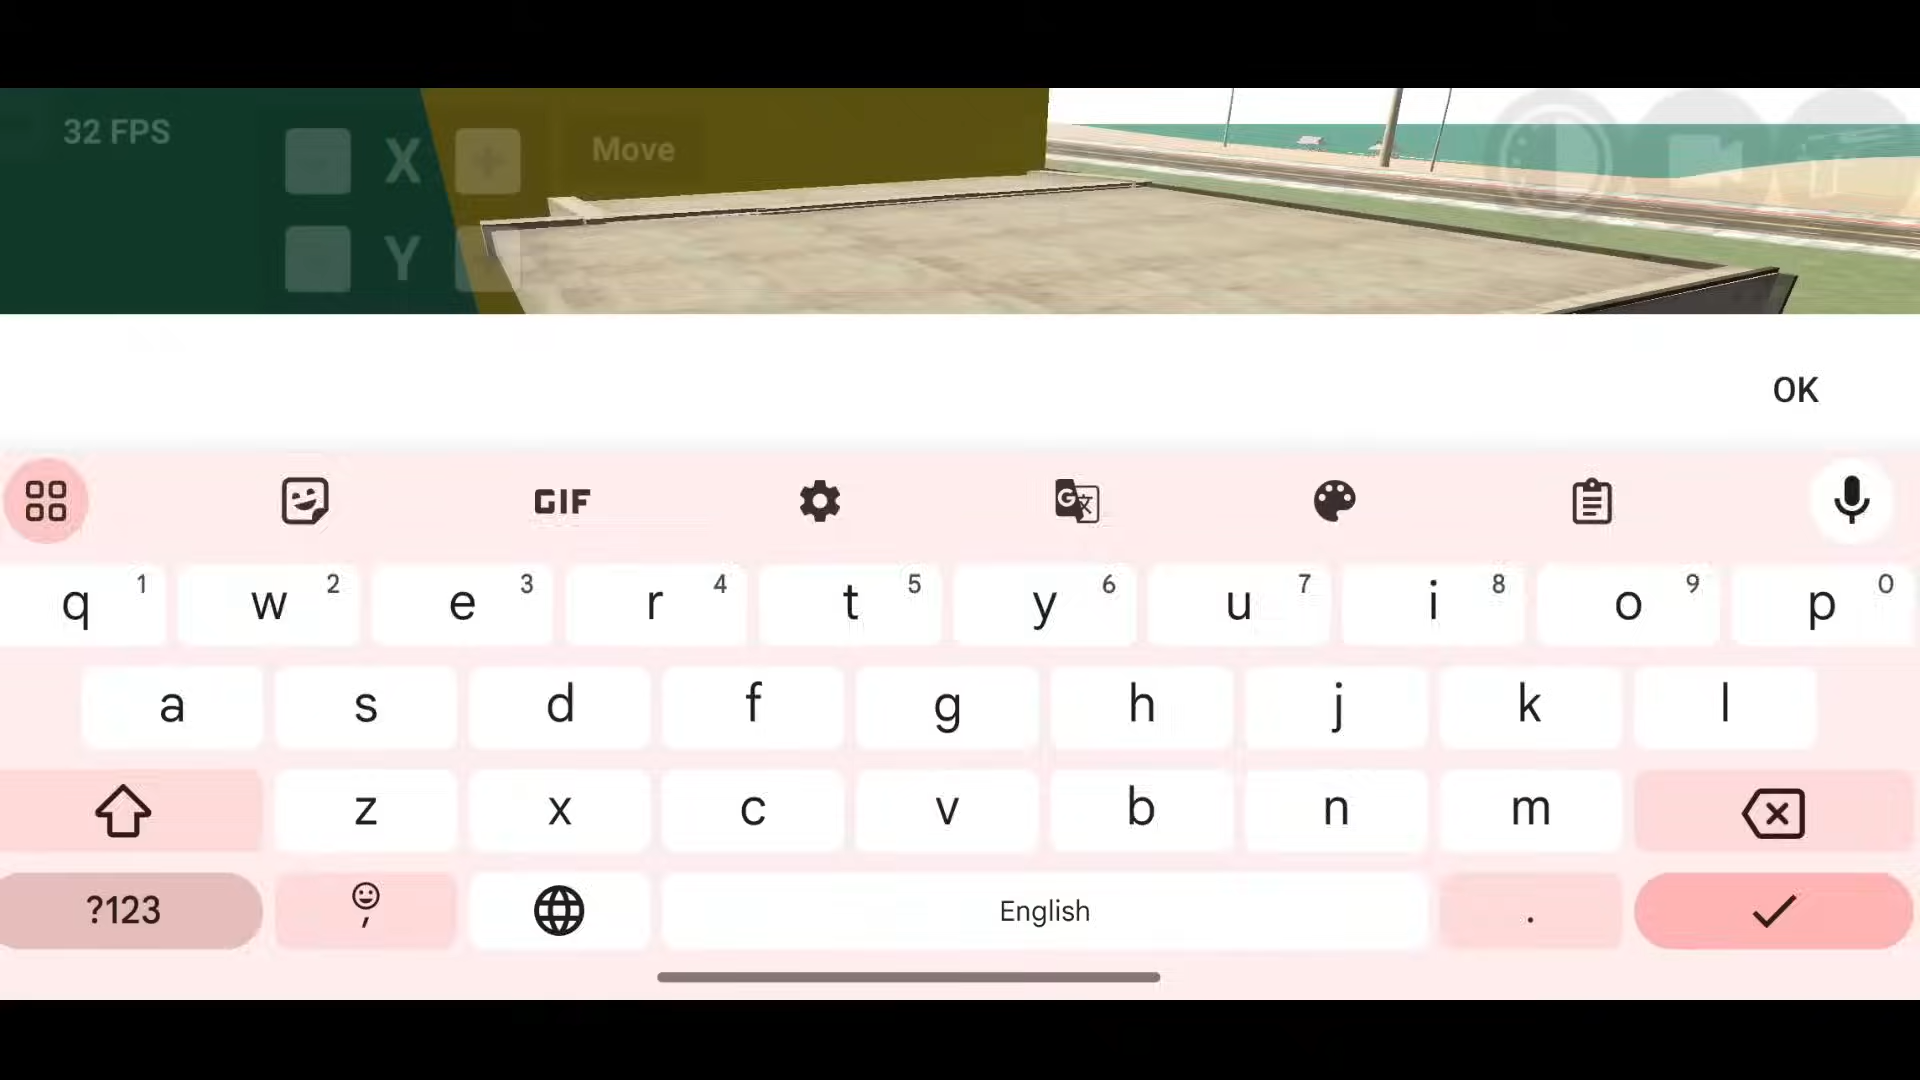 32 FPS
X
Move
Y
OK
GIF
G
q 1 w 2 e 3 r 4 t 5 y 6 u 7 i 8 o 9 p 0
a s d f g h j k l
z x c v b n m
?123 , English .